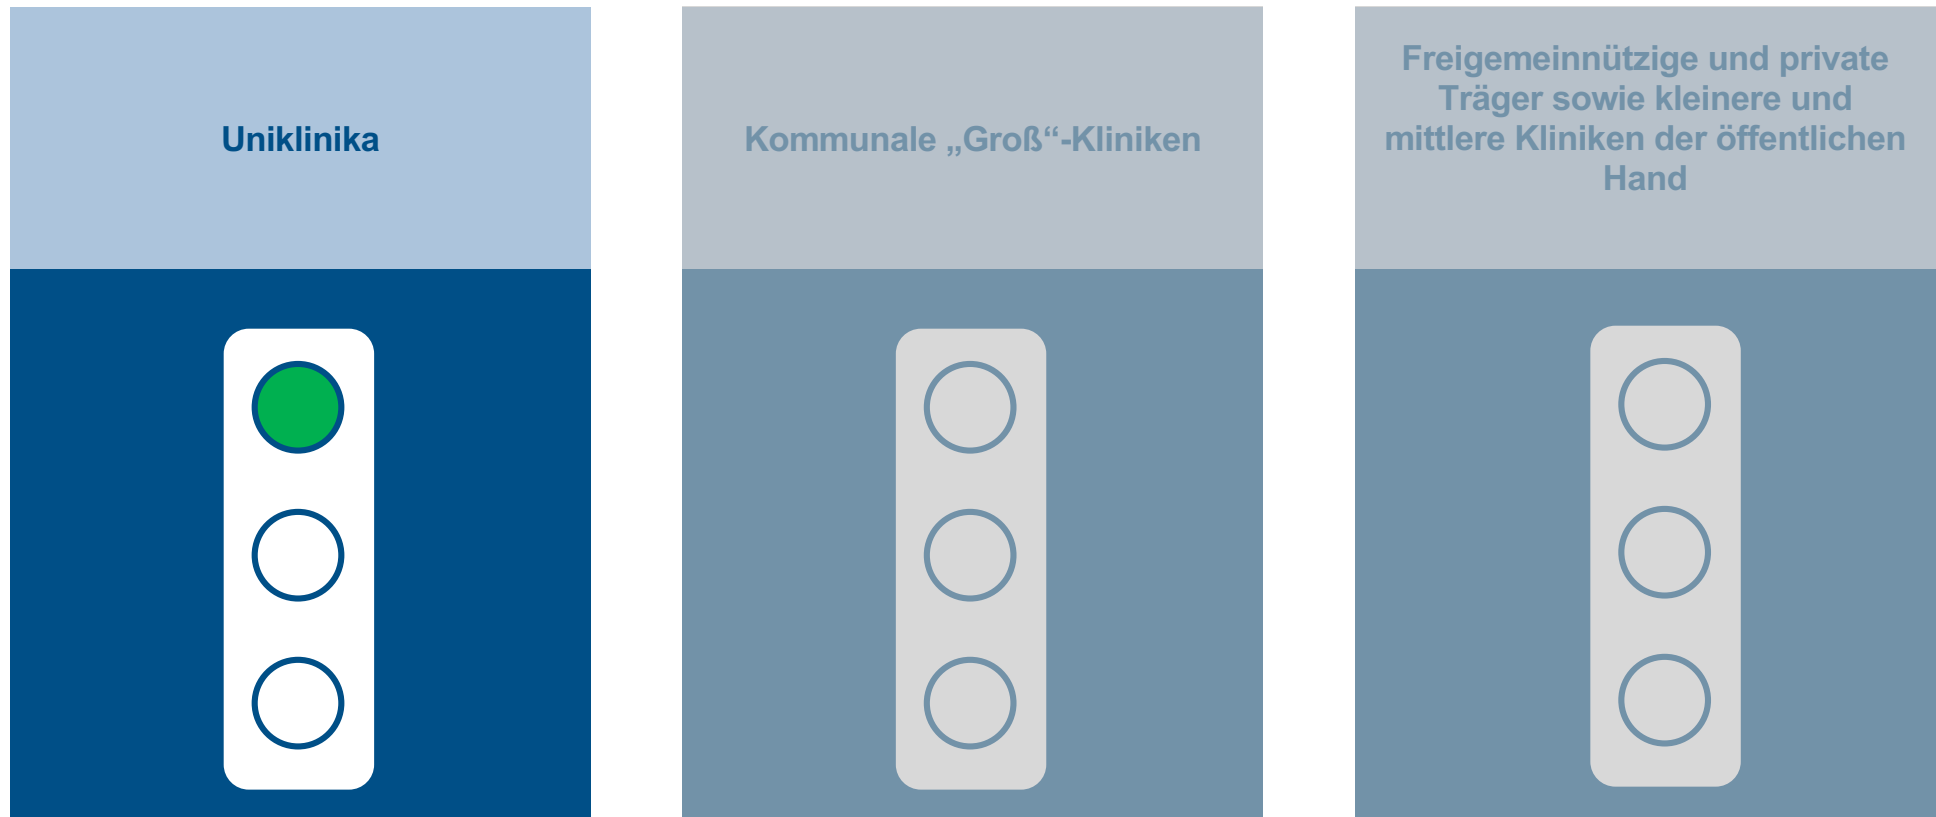 Uniklinika
Kommunale „Groß“-Kliniken
Freigemeinnützige und private
Träger sowie kleinere und
mittlere Kliniken der öffentlichen
Hand